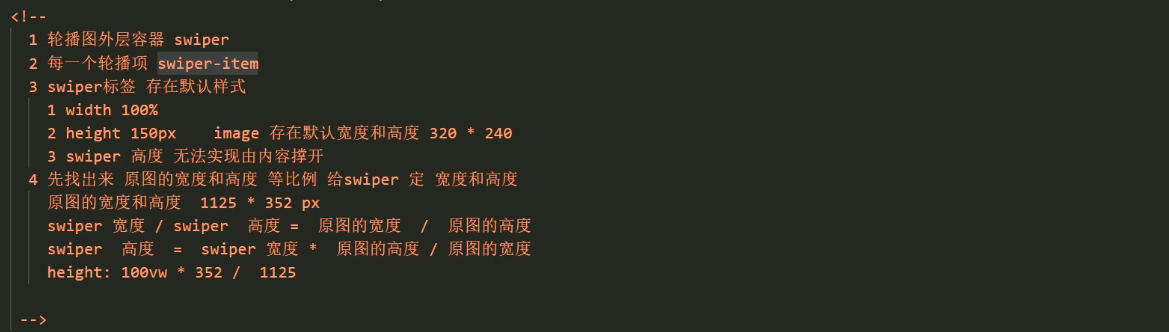 <!--
1 轮播图外层容器 swiper
2 每一个轮播项 swiper-item
3 swiper标签 存在默认样式
1 width 100%
2 height 150px    image 存在默认宽度和高度 320 * 240
3 swiper 高度 无法实现由内容撑开
4 先找出来 原图的宽度和高度 等比例 给swiper 定 宽度和高度
原图的宽度和高度  1125 * 352 px
swiper 宽度 / swiper  高度 =  原图的宽度  /  原图的高度
swiper  高度  =  swiper 宽度 *  原图的高度 / 原图的宽度
height: 100vw * 352 /  1125
-->